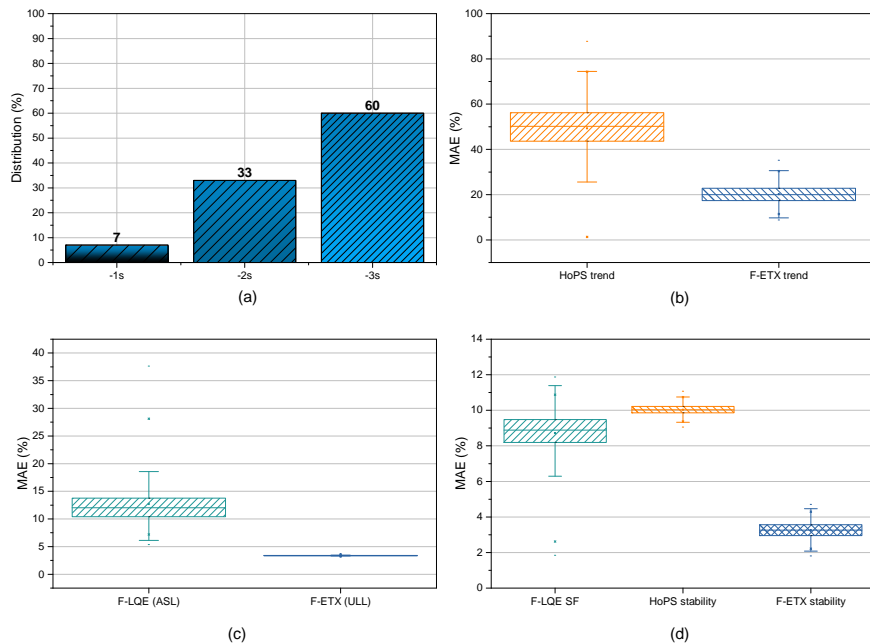 100
90
80
70
60
50
40
30
20
10
0
Distribution (%)
7
33
60
-1s
-2s
-3s
(a)
100
80
60
40
20
0
MAE (%)
HoPS trend
F-ETX trend
(b)
40
35
30
25
20
15
10
5
0
MAE (%)
F-LQE (ASL)
F-ETX (ULL)
(c)
14
12
10
8
6
4
2
0
MAE (%)
F-LQE SF
HoPS stability
F-ETX stability
(d)